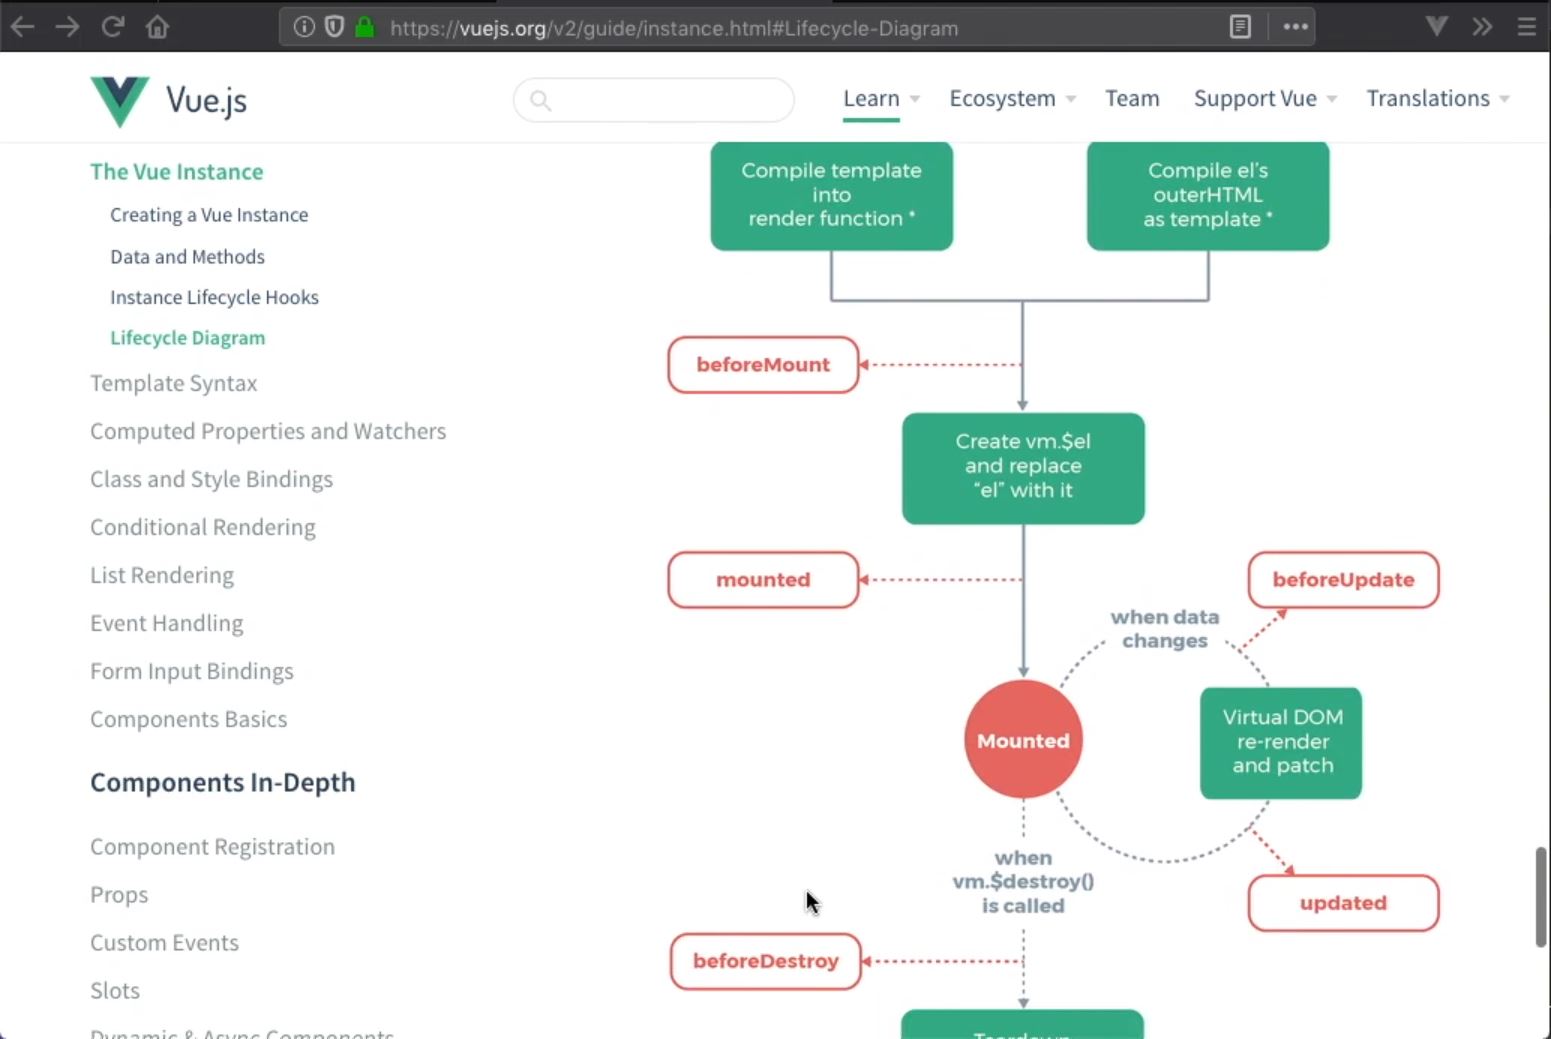 https://vuejs.org/v2/guide/instance.html#Lifecycle-Diagram
Vue.js
Learn
Ecosystem
Team
Support Vue
Translations
The Vue Instance
Creating a Vue Instance
Data and Methods
Instance Lifecycle Hooks
Lifecycle Diagram
Template Syntax
Computed Properties and Watchers
Class and Style Bindings
Conditional Rendering
List Rendering
Event Handling
Form Input Bindings
Components Basics
Components In-Depth
Component Registration
Props
Custom Events
Slots
Dynamic & Async Components
Compile template
into
render function *
Compile el's
outerHTML
as template *
beforeMount
Create vm.$el
and replace
“el” with it
mounted
beforeUpdate
when data
changes
Mounted
Virtual DOM
re-render
and patch
when
vm.$destroy()
is called
updated
beforeDestroy
Teardown